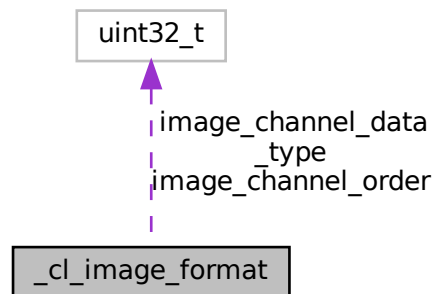 uint32_t
image_channel_data
_type
image_channel_order
_cl_image_format